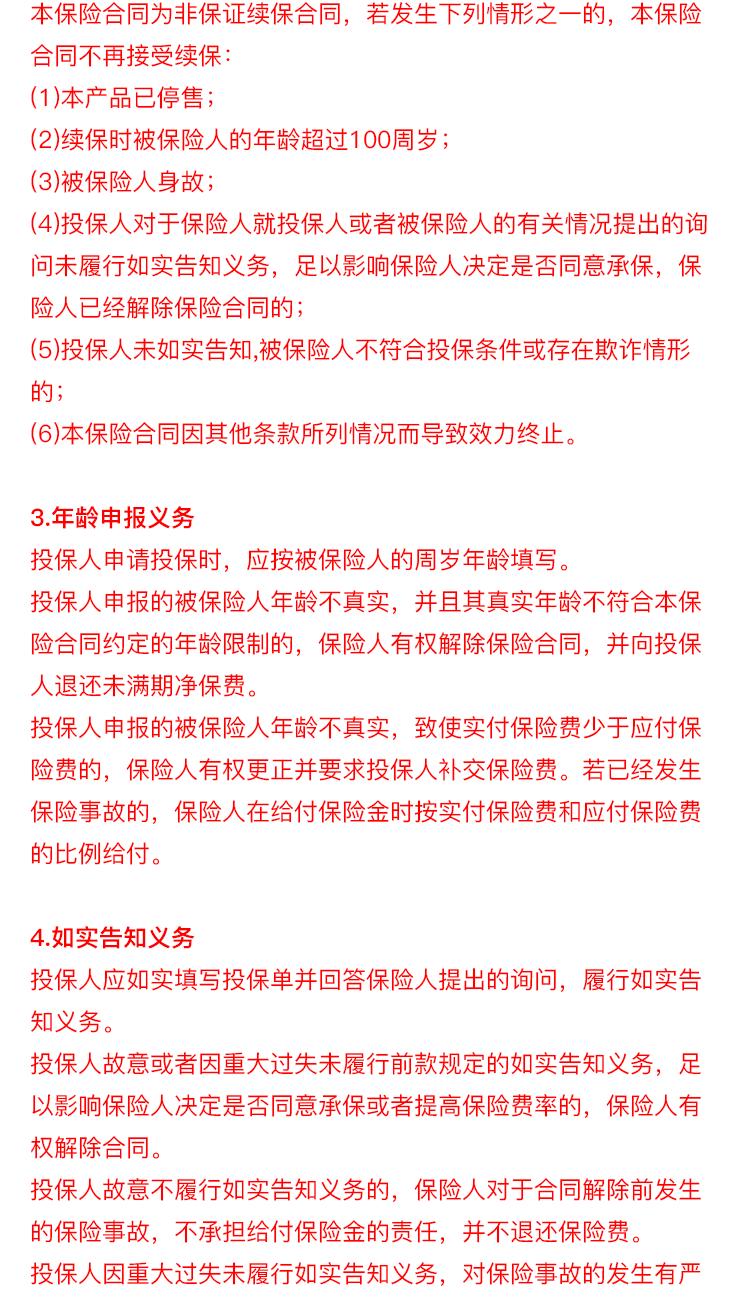 本保险合同为非保证续保合同，若发生下列情形之一的，本保险
合同不再接受续保：
(1)本产品已停售；
(2)续保时被保险人的年龄超过100周岁；
(3)被保险人身故；
(4)投保人对于保险人就投保人或者被保险人的有关情况提出的询
问未履行如实告知义务，足以影响保险人决定是否同意承保，保
险人已经解除保险合同的；
(5)投保人未如实告知,被保险人不符合投保条件或存在欺诈情形
的；
(6)本保险合同因其他条款所列情况而导致效力终止。
3.年龄申报义务
投保人申请投保时，应按被保险人的周岁年龄填写。
投保人申报的被保险人年龄不真实，并且其真实年龄不符合本保
险合同约定的年龄限制的，保险人有权解除保险合同，并向投保
人退还未满期净保费。
投保人申报的被保险人年龄不真实，致使实付保险费少于应付保
险费的，保险人有权更正并要求投保人补交保险费。若已经发生
保险事故的，保险人在给付保险金时按实付保险费和应付保险费
的比例给付。
4.如实告知义务
投保人应如实填写投保单并回答保险人提出的询问，履行如实告
知义务。
投保人故意或者因重大过失未履行前款规定的如实告知义务，足
以影响保险人决定是否同意承保或者提高保险费率的，保险人有
权解除合同。
投保人故意不履行如实告知义务的，保险人对于合同解除前发生
的保险事故，不承担给付保险金的责任，并不退还保险费。
投保人因重大过失未履行如实告知义务，对保险事故的发生有严